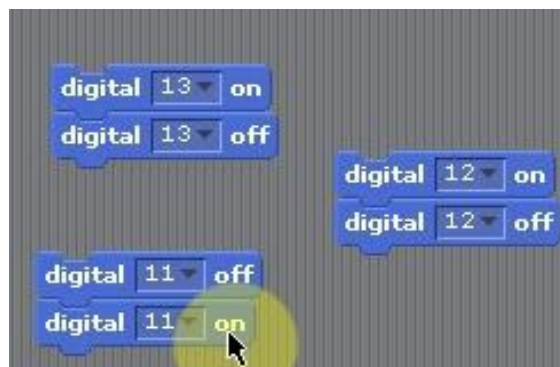 digital 13 on
digital 13 off
digital 12 on
digital 12 off
digital 11 off
digital 11 on